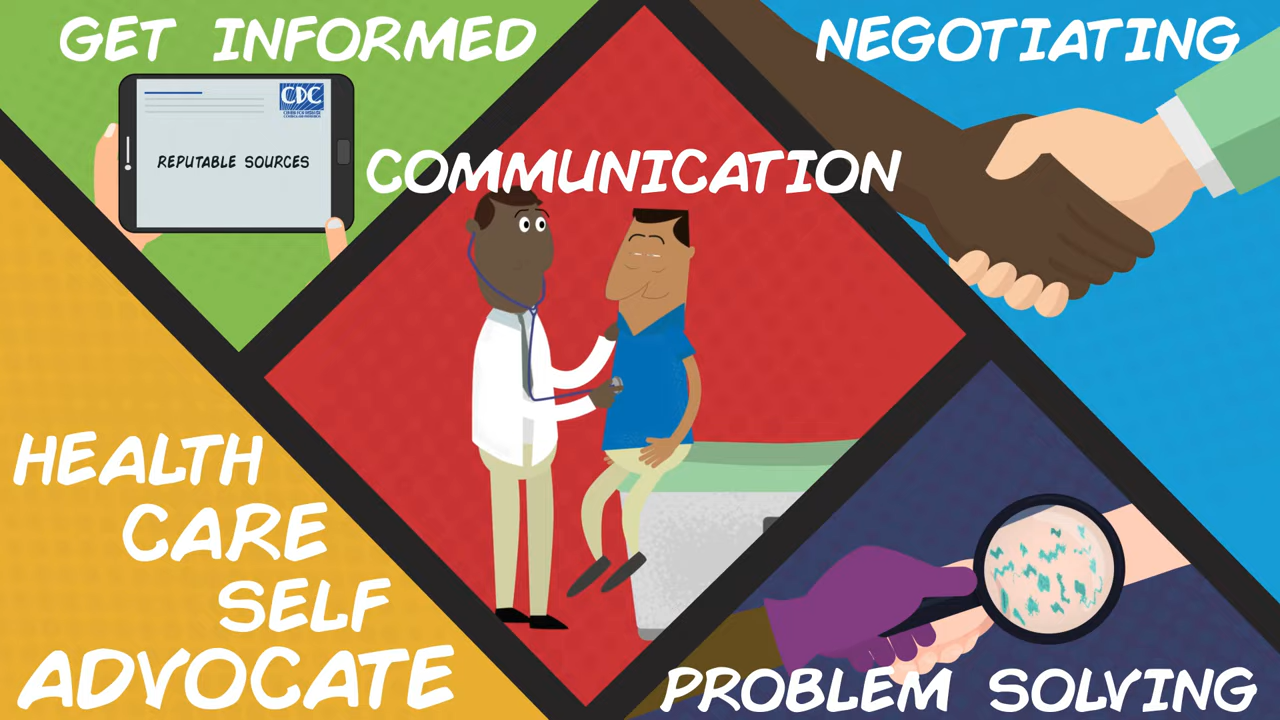 GET INFORMED
NEGOTIATING
CDC
REPUTABLE SOURCES
COMMUNICATION
HEALTH
CARE
SELF
ADVOCATE
PROBLEM SOLVING